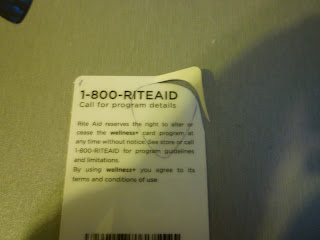 1-800-RITEAID
Call for program details
Rite Aid reserves the right to alter or
cease the wellness+ card program at
any time without notice. See store or call
1-800-RITEAID for program guidelines
and limitations.
By using wellness+ you agree to its
terms and conditions of use.